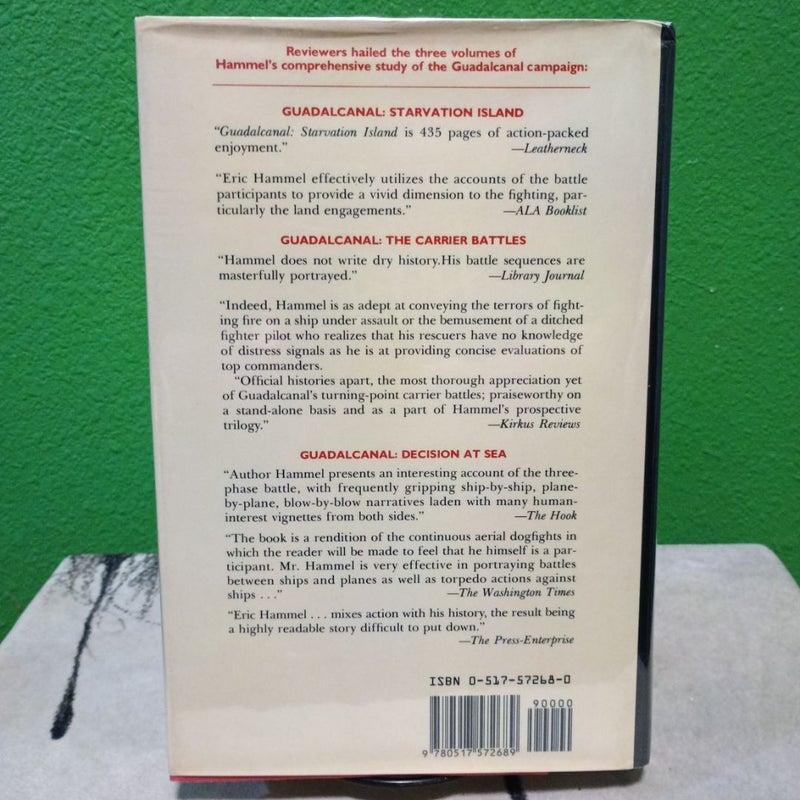 Reviewers hailed the three volumes of
Hammel's comprehensive study of the Guadalcanal campaign:
GUADALCANAL: STARVATION ISLAND
"Guadalcanal: Starvation Island is 435 pages of action-packed
enjoyment." —Leatherneck
"Eric Hammel effectively utilizes the accounts of the battle
participants to provide a vivid dimension to the fighting, par-
ticularly the land engagements." —ALA Booklist
GUADALCANAL: THE CARRIER BATTLES
"Hammel does not write dry history.His battle sequences are
masterfully portrayed." —Library Journal
"Indeed, Hammel is as adept at conveying the terrors of fight-
ing fire on a ship under assault or the bemusement of a ditched
fighter pilot who realizes that his rescuers have no knowledge
of distress signals as he is at providing concise evaluations of
top commanders.
"Official histories apart, the most thorough appreciation yet
of Guadalcanal's turning-point carrier battles; praiseworthy on
a stand-alone basis and as a part of Hammel's prospective
trilogy." —Kirkus Reviews
GUADALCANAL: DECISION AT SEA
"Author Hammel presents an interesting account of the three-
phase battle, with frequently gripping ship-by-ship, plane-
by-plane, blow-by-blow narratives laden with many human-
interest vignettes from both sides." —The Hook
"The book is a rendition of the continuous aerial dogfights in
which the reader will be made to feel that he himself is a par-
ticipant. Mr. Hammel is very effective in portraying battles
between ships and planes as well as torpedo actions against
ships . . ." —The Washington Times
"Eric Hammel . . . mixes action with his history, the result being
a highly readable story difficult to put down."
—The Press-Enterprise
ISBN 0-517-57268-0
90000
9 780517 572689